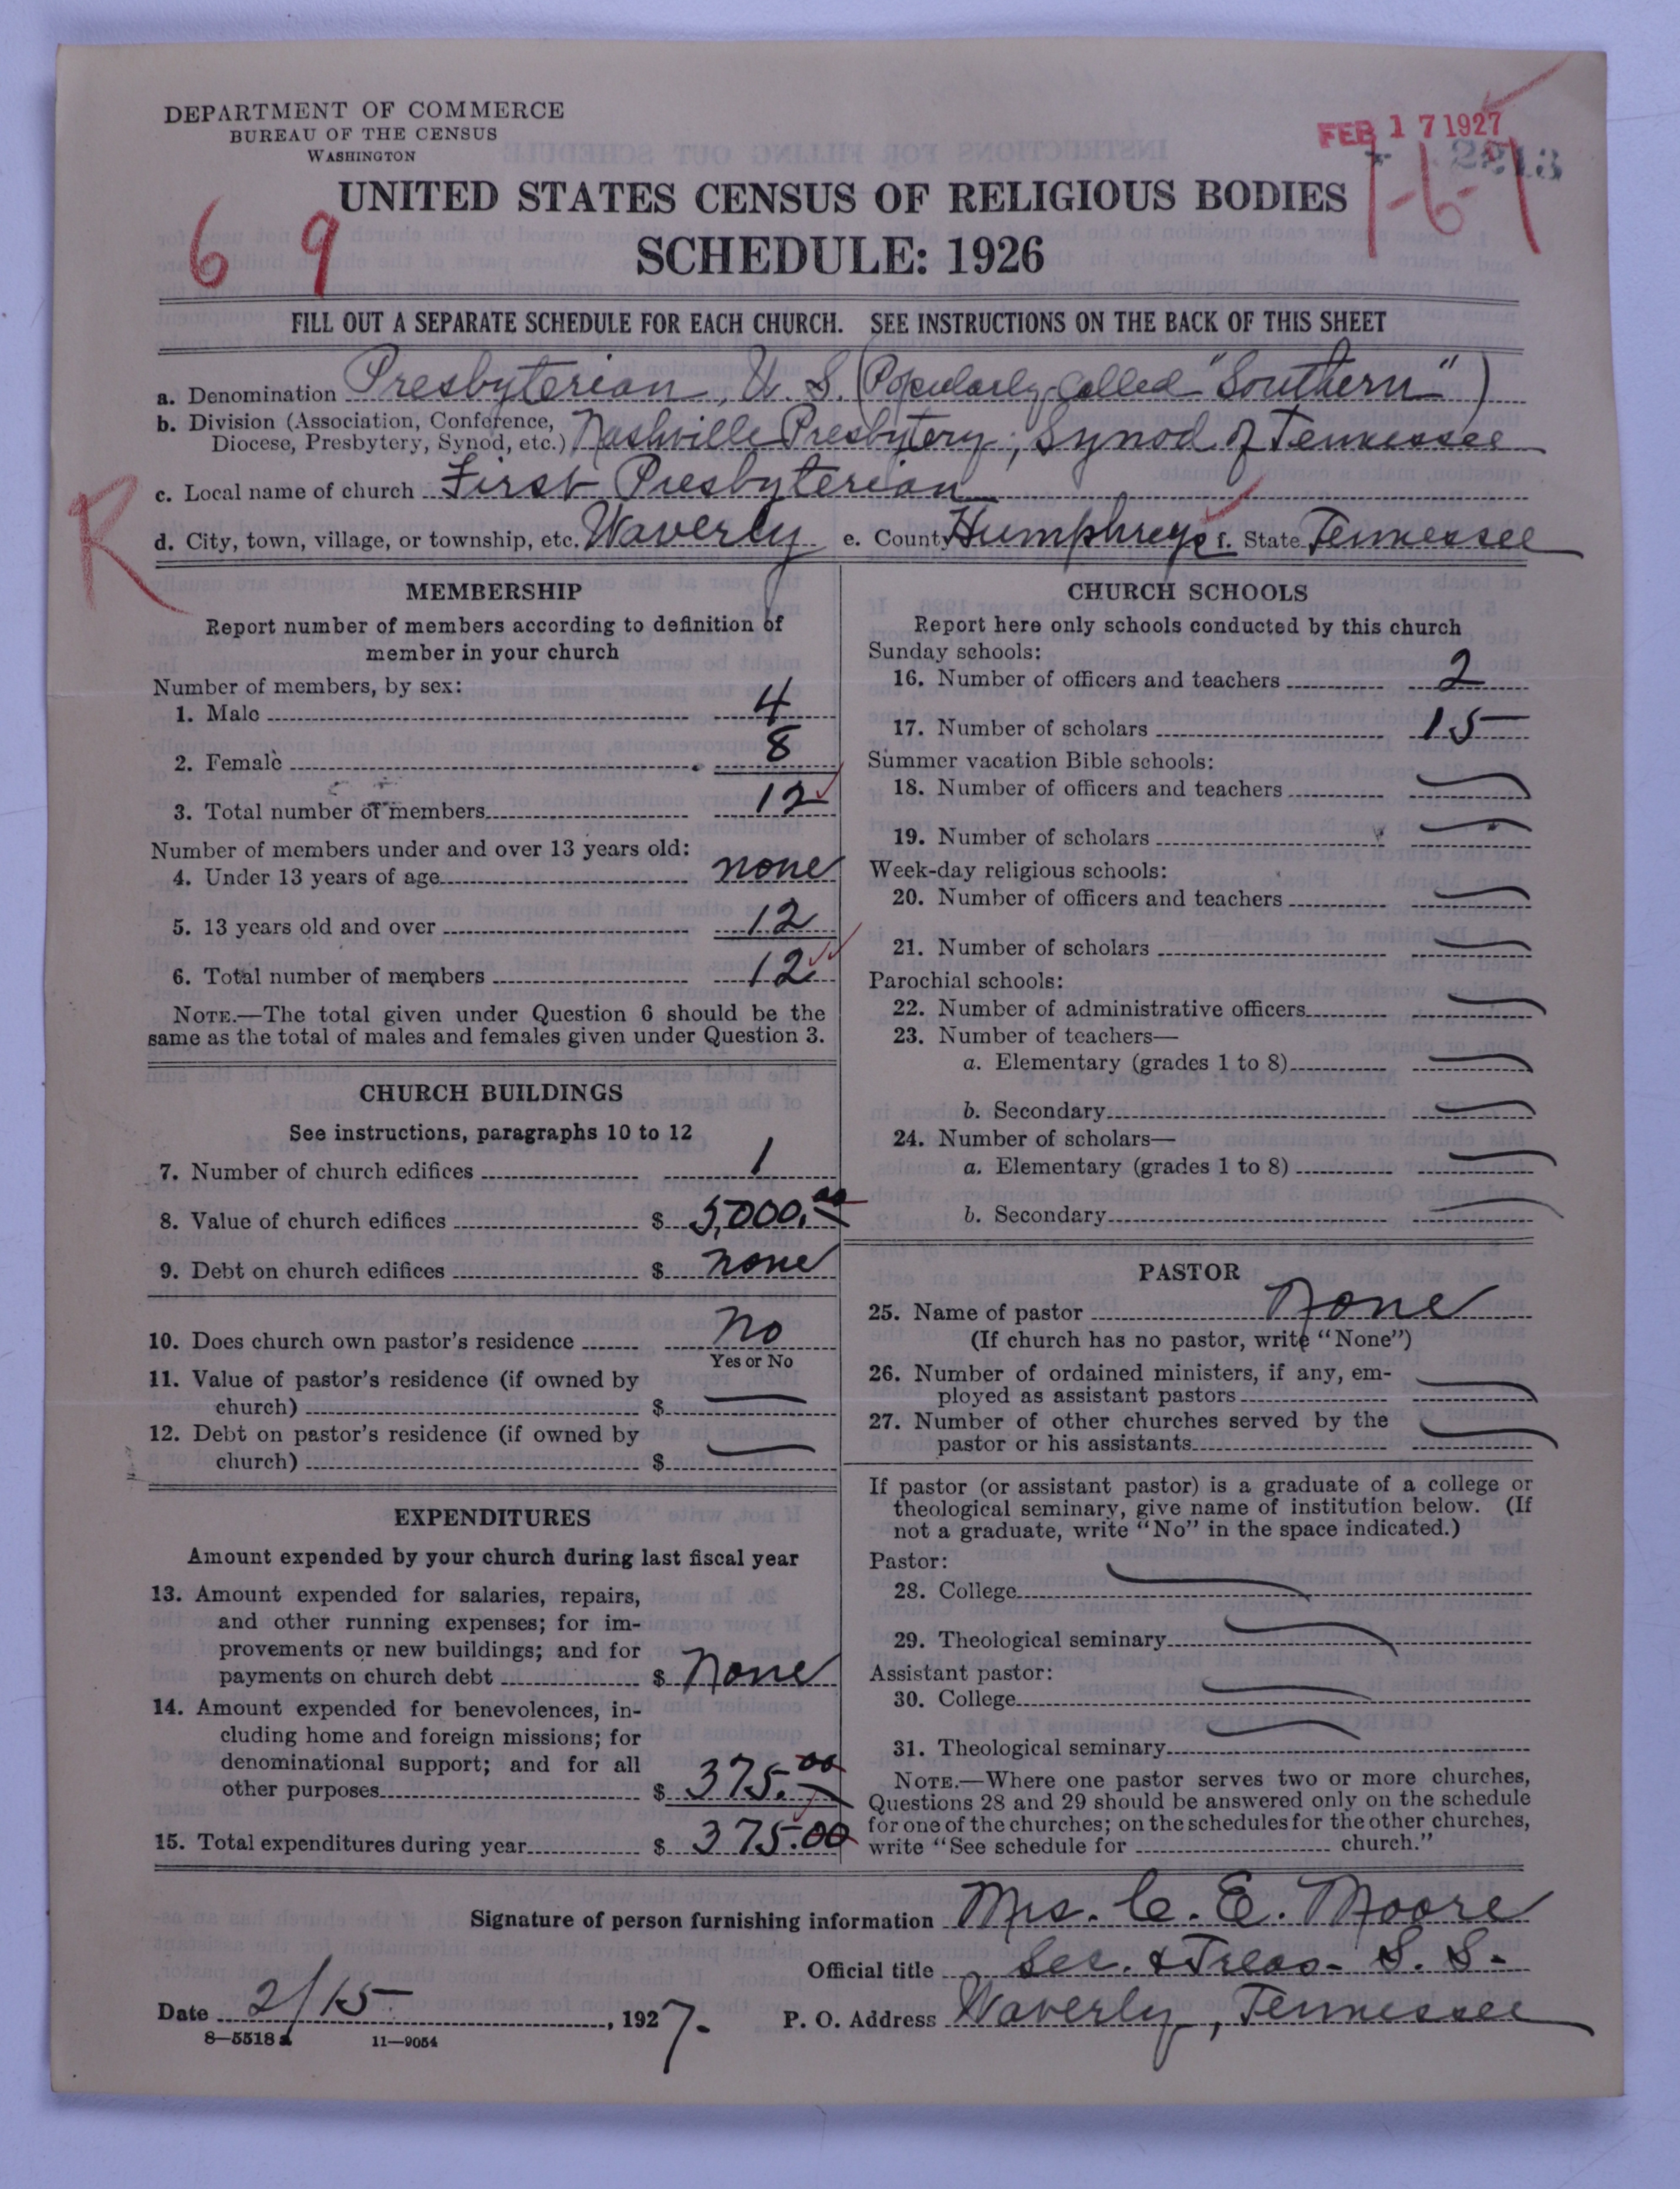 DEPARTMENT OF COMMERCE
BUREAU OF THE CENSUS
WASHINGTON
FEB 17 1927
2213
1-6-1
UNITED STATES CENSUS OF RELIGIOUS BODIES
SCHEDULE: 1926
6 9
FILL OUT A SEPARATE SCHEDULE FOR EACH CHURCH. SEE INSTRUCTIONS ON THE BACK OF THIS SHEET
a. Denomination Presbyterian, U. S. (Popularly called "Southern")
b. Division (Association, Conference,
Diocese, Presbytery, Synod, etc.) Nashville Presbytery; Synod of Tennessee
R
c. Local name of church First Presbyterian
d. City, town, village, or township, etc. Waverly e. County Humphreys f. State Tennessee
MEMBERSHIP
Report number of members according to definition of
member in your church
Number of members, by sex:
1. Male 4
2. Female 8
3. Total number of members 12
Number of members under and over 13 years old:
4. Under 13 years of age none
5. 13 years old and over 12
6. Total number of members 12
NOTE.—The total given under Question 6 should be the
same as the total of males and females given under Question 3.
CHURCH BUILDINGS
See instructions, paragraphs 10 to 12
7. Number of church edifices 1
8. Value of church edifices $ 5,000.00
9. Debt on church edifices $ none
10. Does church own pastor's residence No
Yes or No
11. Value of pastor's residence (if owned by
church) $ —
12. Debt on pastor's residence (if owned by
church) $ —
EXPENDITURES
Amount expended by your church during last fiscal year
13. Amount expended for salaries, repairs,
and other running expenses; for im-
provements or new buildings; and for
payments on church debt $ None
14. Amount expended for benevolences, in-
cluding home and foreign missions; for
denominational support; and for all
other purposes $ 375.00
15. Total expenditures during year $ 375.00
CHURCH SCHOOLS
Report here only schools conducted by this church
Sunday schools:
16. Number of officers and teachers 2
17. Number of scholars 15
Summer vacation Bible schools:
18. Number of officers and teachers —
19. Number of scholars —
Week-day religious schools:
20. Number of officers and teachers —
21. Number of scholars —
Parochial schools:
22. Number of administrative officers —
23. Number of teachers—
a. Elementary (grades 1 to 8) —
b. Secondary —
24. Number of scholars—
a. Elementary (grades 1 to 8) —
b. Secondary —
PASTOR
25. Name of pastor None
(If church has no pastor, write "None")
26. Number of ordained ministers, if any, em-
ployed as assistant pastors —
27. Number of other churches served by the
pastor or his assistants —
If pastor (or assistant pastor) is a graduate of a college or
theological seminary, give name of institution below. (If
not a graduate, write "No" in the space indicated.)
Pastor:
28. College —
29. Theological seminary —
Assistant pastor:
30. College —
31. Theological seminary —
NOTE.—Where one pastor serves two or more churches,
Questions 28 and 29 should be answered only on the schedule
for one of the churches; on the schedules for the other churches,
write "See schedule for church."
Signature of person furnishing information Mrs. C. E. Moore
Official title Sec. & Treas. S. S.
Date 2/15 , 1927. P. O. Address Waverly, Tennessee
8—5518 a 11—9054